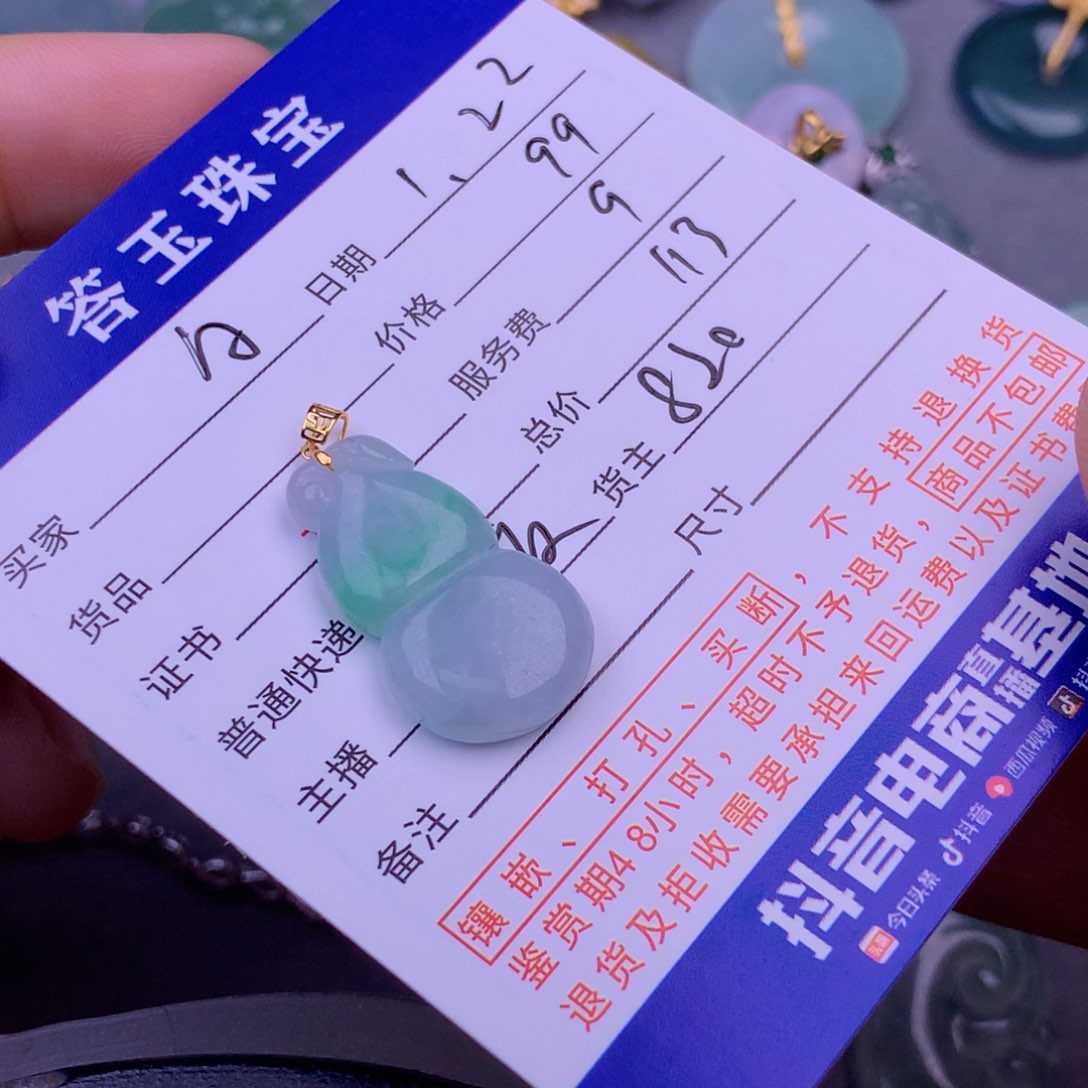 答玉珠宝
买家 日期 1、22
货品 价格 99
证书 服务费 9
普通快递 总价 113
主播 货主 820
备注 尺寸
镶嵌、打孔、买断，不支持退换货
鉴赏期48小时，超时不予退货，商品不包邮
退货及拒收需要承担来回运费以及证书费
抖音电商直播基地
今日头条 抖音 西瓜视频